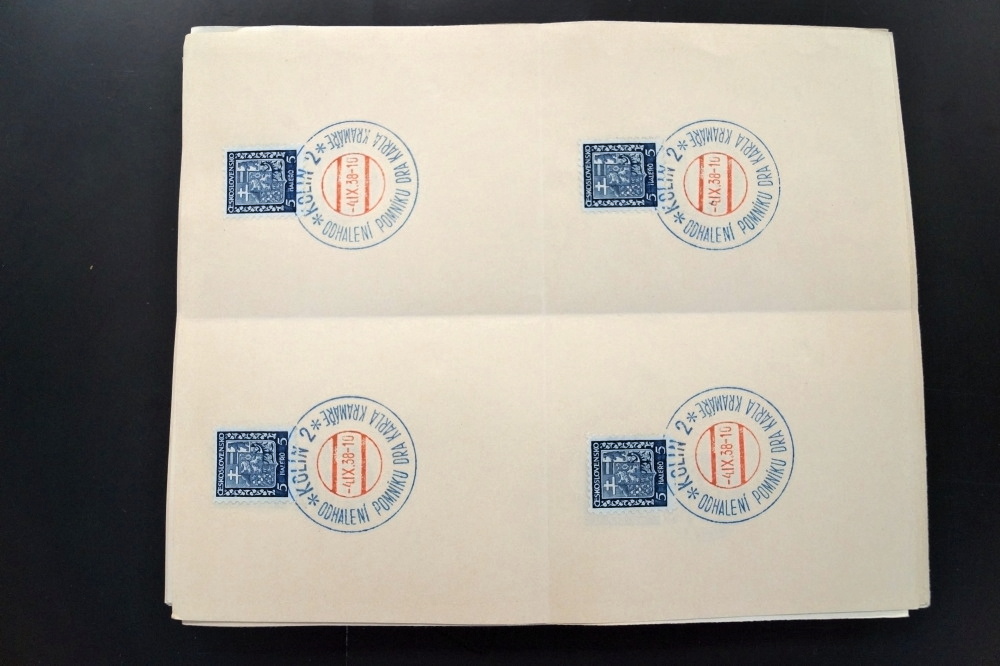 ČESKOSLOVENSKO
5 HALÉŘŮ 5
*KOLÍN 2*
ODHALENÍ POMNÍKU DRA KARLA KRAMÁŘE
-4.IX.38-10
ČESKOSLOVENSKO
5 HALÉŘŮ 5
*KOLÍN 2*
ODHALENÍ POMNÍKU DRA KARLA KRAMÁŘE
-4.IX.38-10
ČESKOSLOVENSKO
5 HALÉŘŮ 5
*KOLÍN 2*
ODHALENÍ POMNÍKU DRA KARLA KRAMÁŘE
-4.IX.38-10
ČESKOSLOVENSKO
5 HALÉŘŮ 5
*KOLÍN 2*
ODHALENÍ POMNÍKU DRA KARLA KRAMÁŘE
-4.IX.38-10